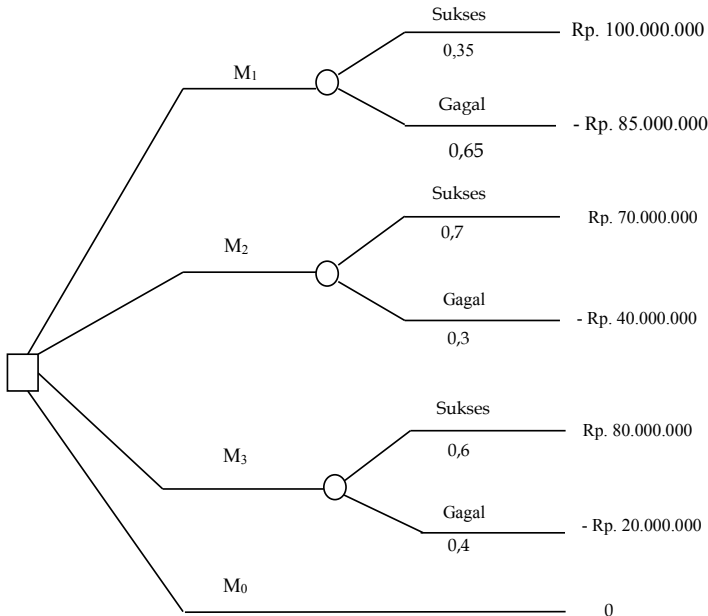 Sukses
Rp. 100.000.000
0,35
M₁
Gagal
- Rp. 85.000.000
0,65
Sukses
Rp. 70.000.000
0,7
M₂
Gagal
- Rp. 40.000.000
0,3
Sukses
Rp. 80.000.000
0,6
M₃
Gagal
- Rp. 20.000.000
0,4
M₀
0